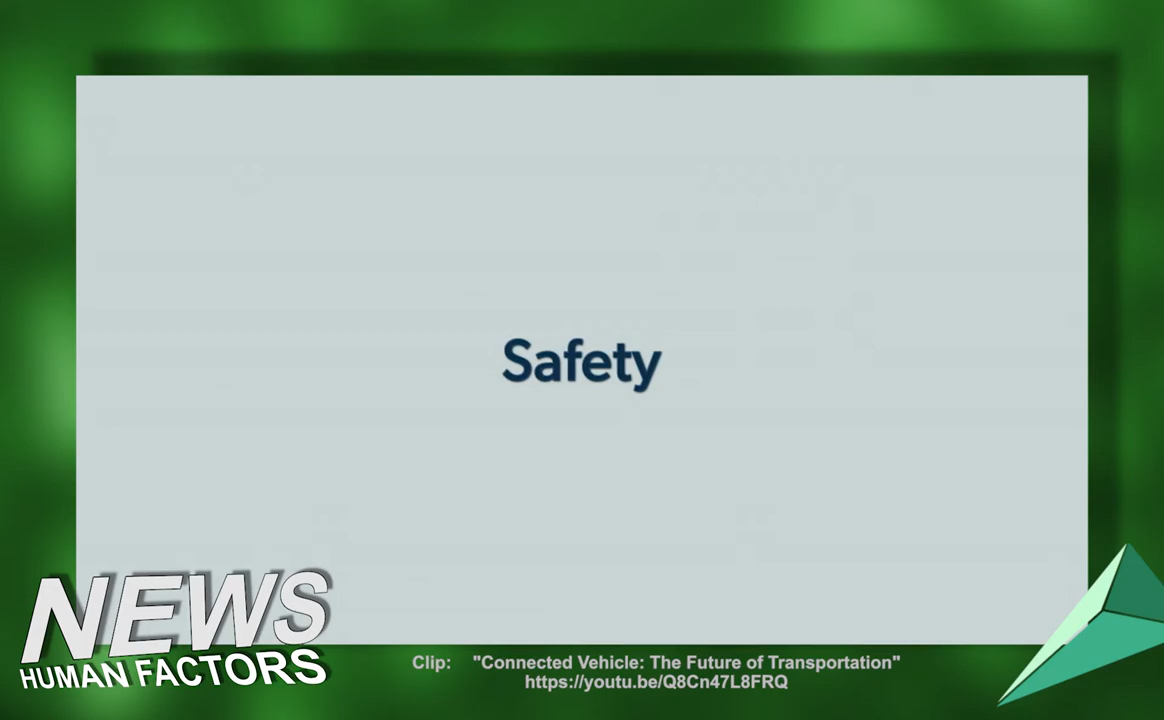 Safety
NEWS
HUMAN FACTORS
Clip: "Connected Vehicle: The Future of Transportation"
https://youtu.be/Q8Cn47L8FRQ